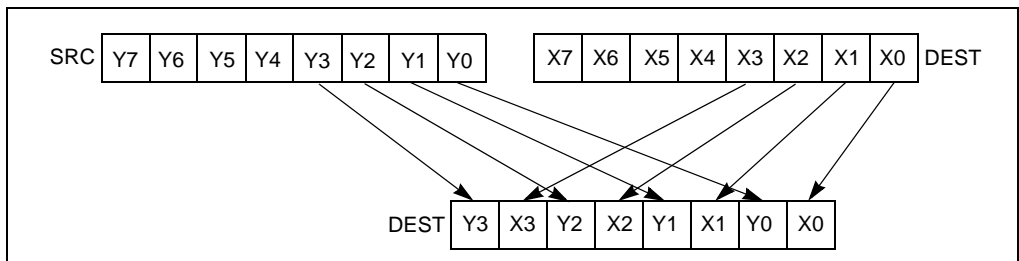 SRC Y7 Y6 Y5 Y4 Y3 Y2 Y1 Y0 X7 X6 X5 X4 X3 X2 X1 X0 DEST
DEST Y3 X3 Y2 X2 Y1 X1 Y0 X0